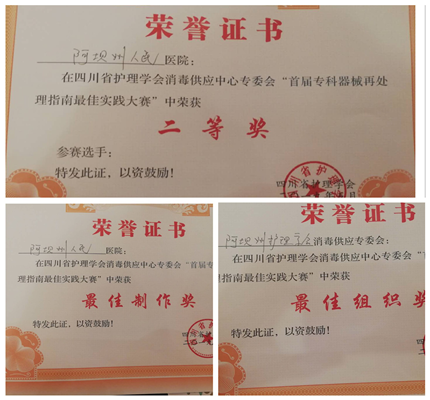 荣誉证书
阿坝州人民医院：
在四川省护理学会消毒供应中心专委会“首届专科器械再处
理指南最佳实践大赛”中荣获
二等奖
参赛选手：
特发此证，以资鼓励！
四川省护理学会
荣誉证书
阿坝州人民医院：
在四川省护理学会消毒供应中心专委会“首届专
理指南最佳实践大赛”中荣获
最佳制作奖
特发此证，以资鼓励！
荣誉证书
阿坝州护理学会消毒供应专委会：
在四川省护理学会消毒供应中心专委会“首
指南最佳实践大赛”中荣获
最佳组织奖
特发此证，以资鼓励！